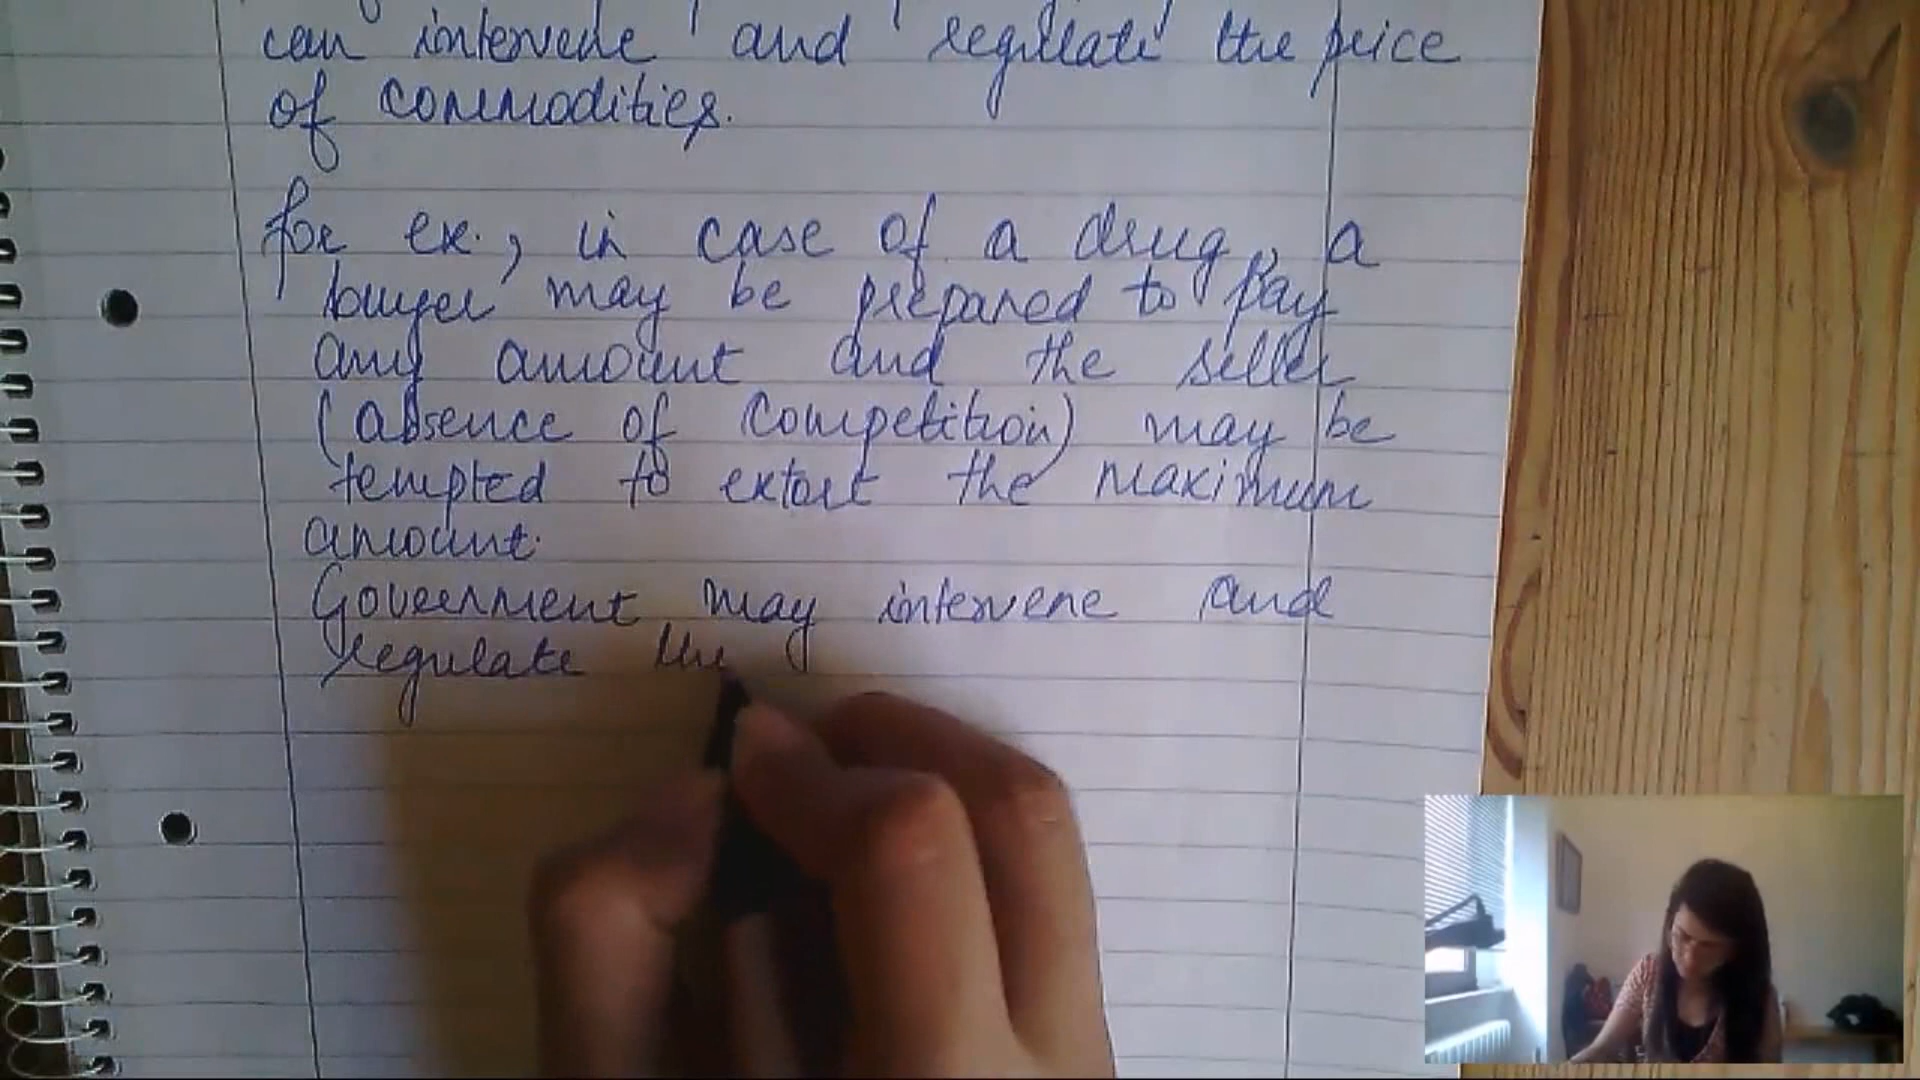 can intervene and regulate the price
of commodities.
for ex., in case of a drug, a
buyer may be prepared to pay
any amount and the seller
(absence of competition) may be
tempted to extort the maximum
amount.
Government may intervene and
regulate the